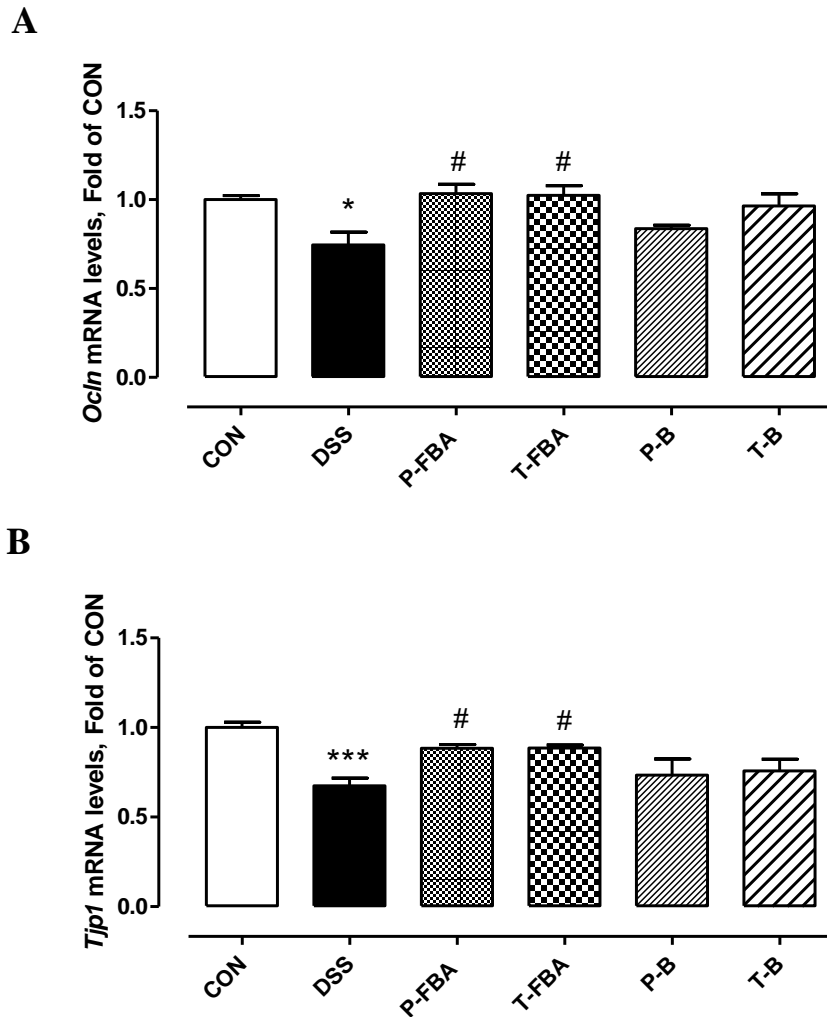 A
Ocln mRNA levels, Fold of CON
1.5
1.0
0.5
0.0
*
#
#
CON
DSS
P-FBA
T-FBA
P-B
T-B
B
Tjp1 mRNA levels, Fold of CON
1.5
1.0
0.5
0.0
***
#
#
CON
DSS
P-FBA
T-FBA
P-B
T-B